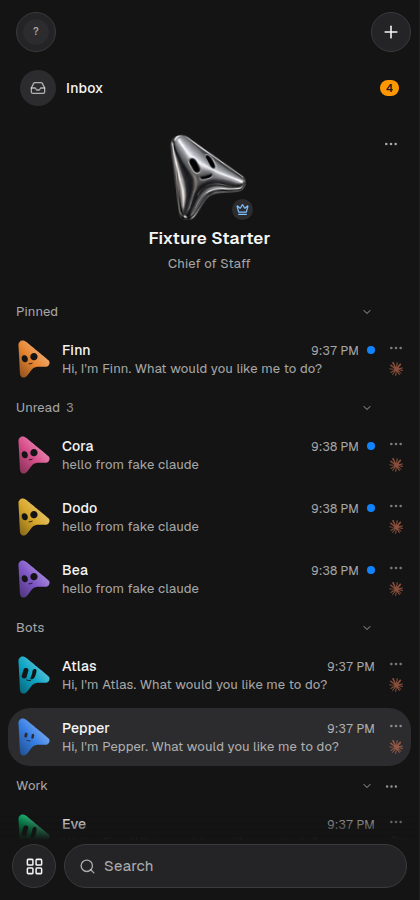 ?
Inbox
4
Fixture Starter
Chief of Staff
Pinned
Finn
9:37 PM
Hi, I'm Finn. What would you like me to do?
Unread 3
Cora
9:38 PM
hello from fake claude
Dodo
9:38 PM
hello from fake claude
Bea
9:38 PM
hello from fake claude
Bots
Atlas
9:37 PM
Hi, I'm Atlas. What would you like me to do?
Pepper
9:37 PM
Hi, I'm Pepper. What would you like me to do?
Work
Eve
9:37 PM
Search